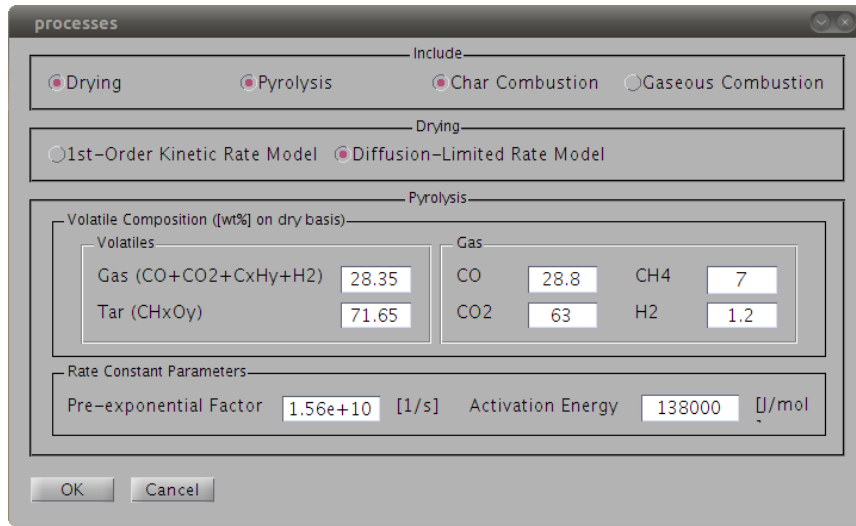 processes
Include
Drying Pyrolysis Char Combustion Gaseous Combustion
Drying
1st-Order Kinetic Rate Model Diffusion-Limited Rate Model
Pyrolysis
Volatile Composition ([wt%] on dry basis)
Volatiles
Gas (CO+CO2+CxHy+H2) 28.35
Tar (CHxOy) 71.65
Gas
CO 28.8 CH4 7
CO2 63 H2 1.2
Rate Constant Parameters
Pre-exponential Factor 1.56e+10 [1/s] Activation Energy 138000 [J/mol
]
OK Cancel